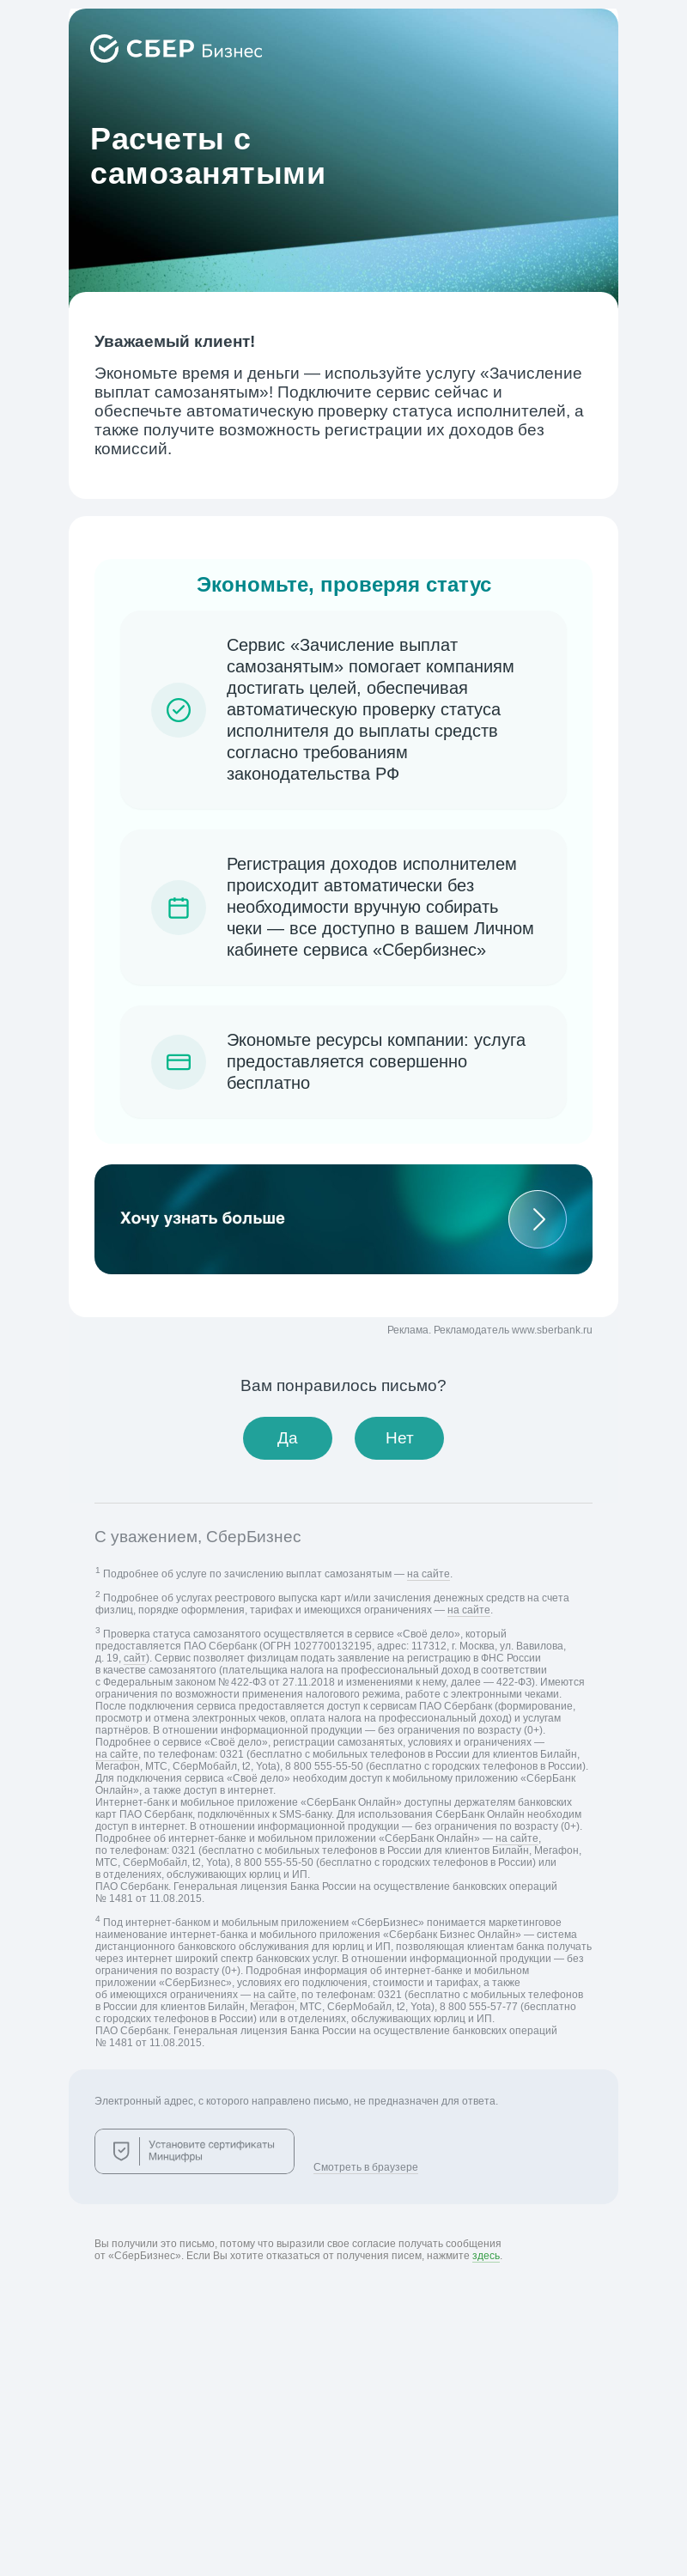 СБЕР Бизнес
Расчеты с
самозанятыми
Уважаемый клиент!
Экономьте время и деньги — используйте услугу «Зачисление
выплат самозанятым»! Подключите сервис сейчас и
обеспечьте автоматическую проверку статуса исполнителей, а
также получите возможность регистрации их доходов без
комиссий.
Экономьте, проверяя статус
Сервис «Зачисление выплат
самозанятым» помогает компаниям
достигать целей, обеспечивая
автоматическую проверку статуса
исполнителя до выплаты средств
согласно требованиям
законодательства РФ
Регистрация доходов исполнителем
происходит автоматически без
необходимости вручную собирать
чеки — все доступно в вашем Личном
кабинете сервиса «Сбербизнес»
Экономьте ресурсы компании: услуга
предоставляется совершенно
бесплатно
Хочу узнать больше
Реклама. Рекламодатель www.sberbank.ru
Вам понравилось письмо?
Да Нет
С уважением, СберБизнес
1 Подробнее об услуге по зачислению выплат самозанятым — на сайте.
2 Подробнее об услугах реестрового выпуска карт и/или зачисления денежных средств на счета
физлиц, порядке оформления, тарифах и имеющихся ограничениях — на сайте.
3 Проверка статуса самозанятого осуществляется в сервисе «Своё дело», который
предоставляется ПАО Сбербанк (ОГРН 1027700132195, адрес: 117312, г. Москва, ул. Вавилова,
д. 19, сайт). Сервис позволяет физлицам подать заявление на регистрацию в ФНС России
в качестве самозанятого (плательщика налога на профессиональный доход в соответствии
с Федеральным законом № 422-ФЗ от 27.11.2018 и изменениями к нему, далее — 422-ФЗ). Имеются
ограничения по возможности применения налогового режима, работе с электронными чеками.
После подключения сервиса предоставляется доступ к сервисам ПАО Сбербанк (формирование,
просмотр и отмена электронных чеков, оплата налога на профессиональный доход) и услугам
партнёров. В отношении информационной продукции — без ограничения по возрасту (0+).
Подробнее о сервисе «Своё дело», регистрации самозанятых, условиях и ограничениях —
на сайте, по телефонам: 0321 (бесплатно с мобильных телефонов в России для клиентов Билайн,
Мегафон, МТС, СберМобайл, t2, Yota), 8 800 555-55-50 (бесплатно с городских телефонов в России).
Для подключения сервиса «Своё дело» необходим доступ к мобильному приложению «СберБанк
Онлайн», а также доступ в интернет.
Интернет-банк и мобильное приложение «СберБанк Онлайн» доступны держателям банковских
карт ПАО Сбербанк, подключённых к SMS-банку. Для использования СберБанк Онлайн необходим
доступ в интернет. В отношении информационной продукции — без ограничения по возрасту (0+).
Подробнее об интернет-банке и мобильном приложении «СберБанк Онлайн» — на сайте,
по телефонам: 0321 (бесплатно с мобильных телефонов в России для клиентов Билайн, Мегафон,
МТС, СберМобайл, t2, Yota), 8 800 555-55-50 (бесплатно с городских телефонов в России) или
в отделениях, обслуживающих юрлиц и ИП.
ПАО Сбербанк. Генеральная лицензия Банка России на осуществление банковских операций
№ 1481 от 11.08.2015.
4 Под интернет-банком и мобильным приложением «СберБизнес» понимается маркетинговое
наименование интернет-банка и мобильного приложения «Сбербанк Бизнес Онлайн» — система
дистанционного банковского обслуживания для юрлиц и ИП, позволяющая клиентам банка получать
через интернет широкий спектр банковских услуг. В отношении информационной продукции — без
ограничения по возрасту (0+). Подробная информация об интернет-банке и мобильном
приложении «СберБизнес», условиях его подключения, стоимости и тарифах, а также
об имеющихся ограничениях — на сайте, по телефонам: 0321 (бесплатно с мобильных телефонов
в России для клиентов Билайн, Мегафон, МТС, СберМобайл, t2, Yota), 8 800 555-57-77 (бесплатно
с городских телефонов в России) или в отделениях, обслуживающих юрлиц и ИП.
ПАО Сбербанк. Генеральная лицензия Банка России на осуществление банковских операций
№ 1481 от 11.08.2015.
Электронный адрес, с которого направлено письмо, не предназначен для ответа.
Установите сертификаты
Минцифры
Смотреть в браузере
Вы получили это письмо, потому что выразили свое согласие получать сообщения
от «СберБизнес». Если Вы хотите отказаться от получения писем, нажмите здесь.